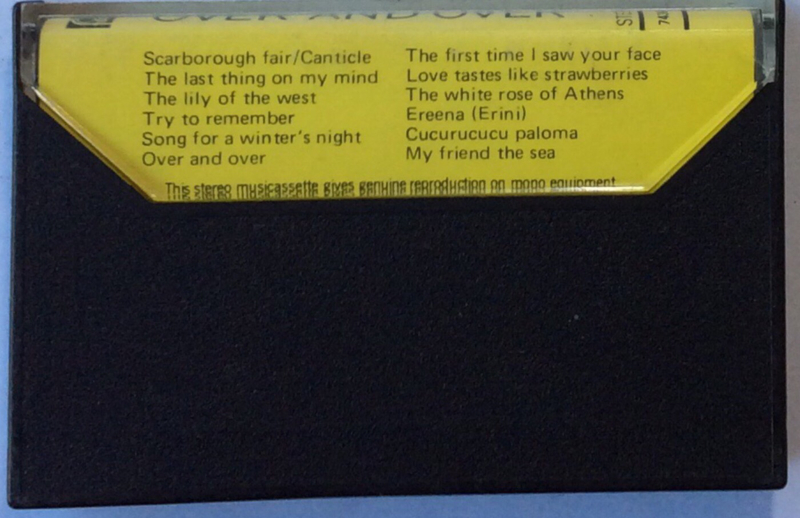 OVER AND OVER
Scarborough fair/Canticle
The last thing on my mind
The lily of the west
Try to remember
Song for a winter's night
Over and over
The first time I saw your face
Love tastes like strawberries
The white rose of Athens
Ereena (Erini)
Cucurucucu paloma
My friend the sea
This stereo musicassette gives genuine reproduction on mono equipment